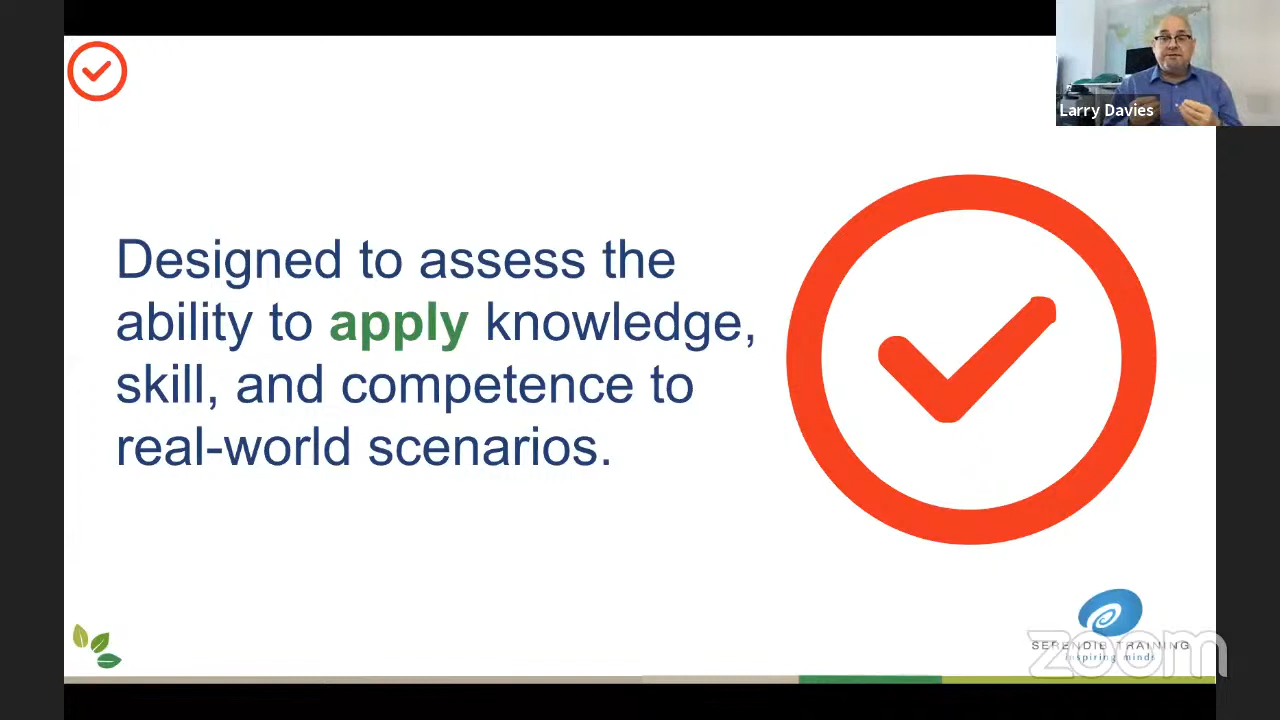 Larry Davies
Designed to assess the
ability to apply knowledge,
skill, and competence to
real-world scenarios.
SERENDIB TRAINING
inspiring minds
zoom